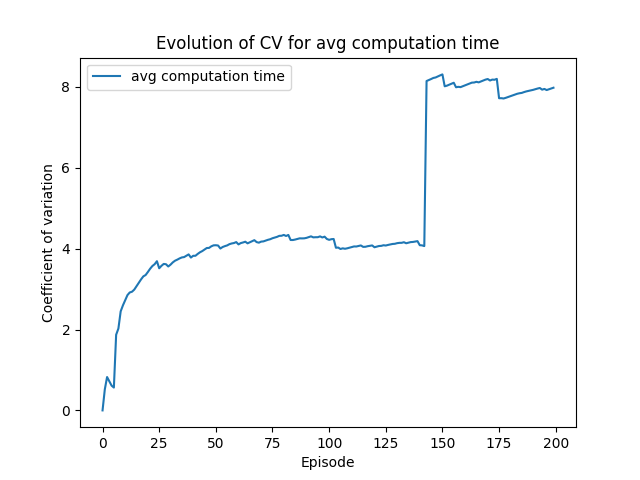 Evolution of CV for avg computation time
avg computation time
Coefficient of variation
8
6
4
2
0
0 25 50 75 100 125 150 175 200
Episode